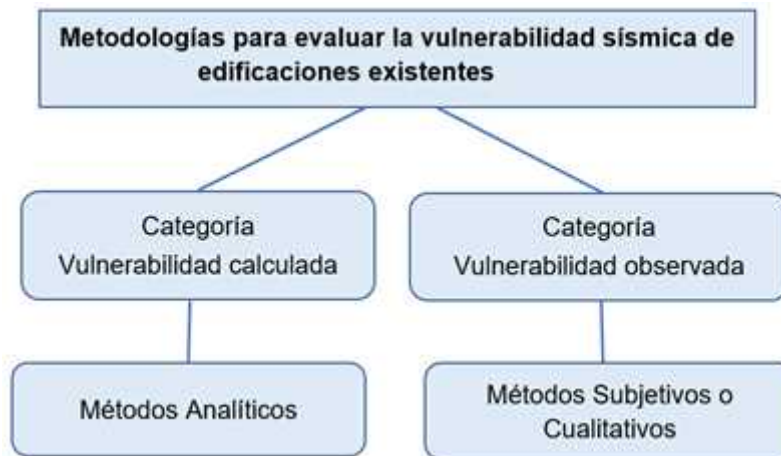 Metodologías para evaluar la vulnerabilidad sísmica de
edificaciones existentes
Categoría
Vulnerabilidad calculada
Categoría
Vulnerabilidad observada
Métodos Analíticos
Métodos Subjetivos o
Cualitativos